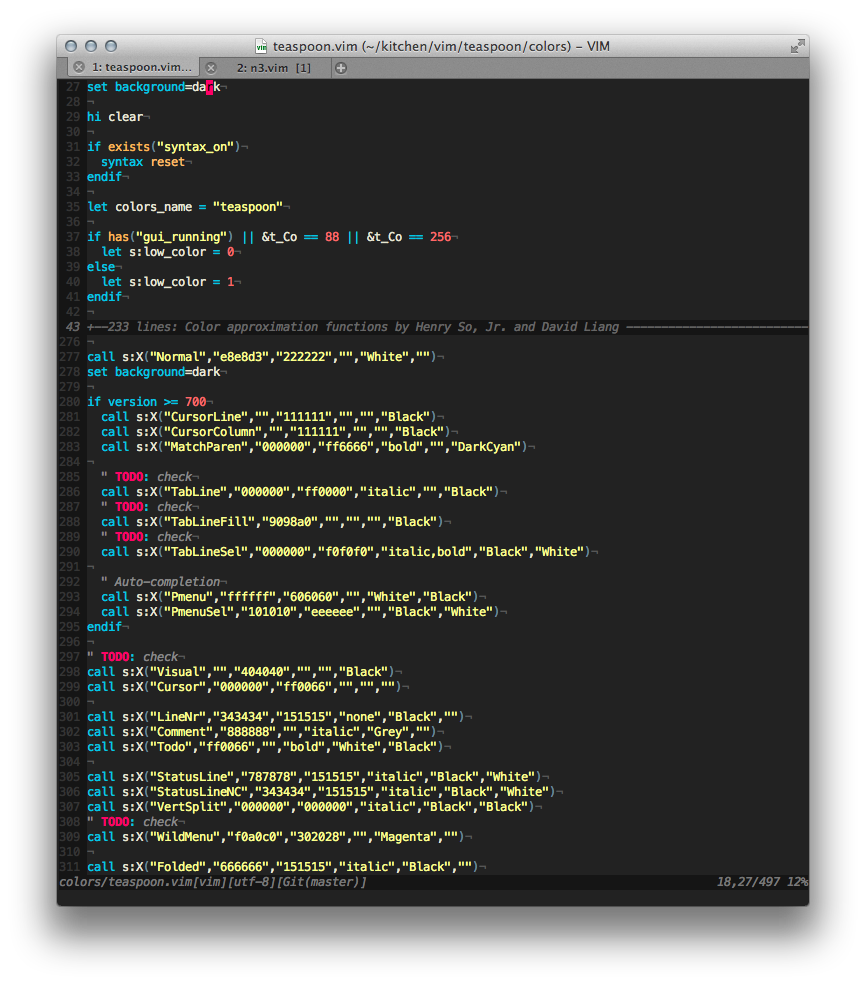 teaspoon.vim (~/kitchen/vim/teaspoon/colors) – VIM
1: teaspoon.vim... 2: n3.vim [1]
27 set background=dark¬
28 ¬
29 hi clear¬
30 ¬
31 if exists("syntax_on")¬
32   syntax reset¬
33 endif¬
34 ¬
35 let colors_name = "teaspoon"¬
36 ¬
37 if has("gui_running") || &t_Co == 88 || &t_Co == 256¬
38   let s:low_color = 0¬
39 else¬
40   let s:low_color = 1¬
41 endif¬
42 ¬
43 +--233 lines: Color approximation functions by Henry So, Jr. and David Liang --------------------------
276 ¬
277 call s:X("Normal","e8e8d3","222222","","White","")¬
278 set background=dark¬
279 ¬
280 if version >= 700¬
281   call s:X("CursorLine","","111111","","","Black")¬
282   call s:X("CursorColumn","","111111","","","Black")¬
283   call s:X("MatchParen","000000","ff6666","bold","","DarkCyan")¬
284 ¬
285   " TODO: check¬
286   call s:X("TabLine","000000","ff0000","italic","","Black")¬
287   " TODO: check¬
288   call s:X("TabLineFill","9098a0","","","","Black")¬
289   " TODO: check¬
290   call s:X("TabLineSel","000000","f0f0f0","italic,bold","Black","White")¬
291 ¬
292   " Auto-completion¬
293   call s:X("Pmenu","ffffff","606060","","White","Black")¬
294   call s:X("PmenuSel","101010","eeeeee","","Black","White")¬
295 endif¬
296 ¬
297 " TODO: check¬
298 call s:X("Visual","","404040","","","Black")¬
299 call s:X("Cursor","000000","ff0066","","","")¬
300 ¬
301 call s:X("LineNr","343434","151515","none","Black","")¬
302 call s:X("Comment","888888","","italic","Grey","")¬
303 call s:X("Todo","ff0066","","bold","White","Black")¬
304 ¬
305 call s:X("StatusLine","787878","151515","italic","Black","White")¬
306 call s:X("StatusLineNC","343434","151515","italic","Black","White")¬
307 call s:X("VertSplit","000000","000000","italic","Black","Black")¬
308 " TODO: check¬
309 call s:X("WildMenu","f0a0c0","302028","","Magenta","")¬
310 ¬
311 call s:X("Folded","666666","151515","italic","Black","")¬
colors/teaspoon.vim[vim][utf-8][Git(master)] 18,27/497 12%